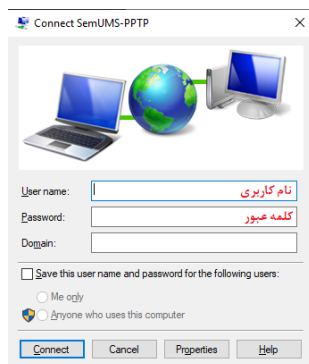 Connect SemUMS-PPTP
User name: نام کاربری
Password: کلمه عبور
Domain:
Save this user name and password for the following users:
Me only
Anyone who uses this computer
Connect Cancel Properties Help